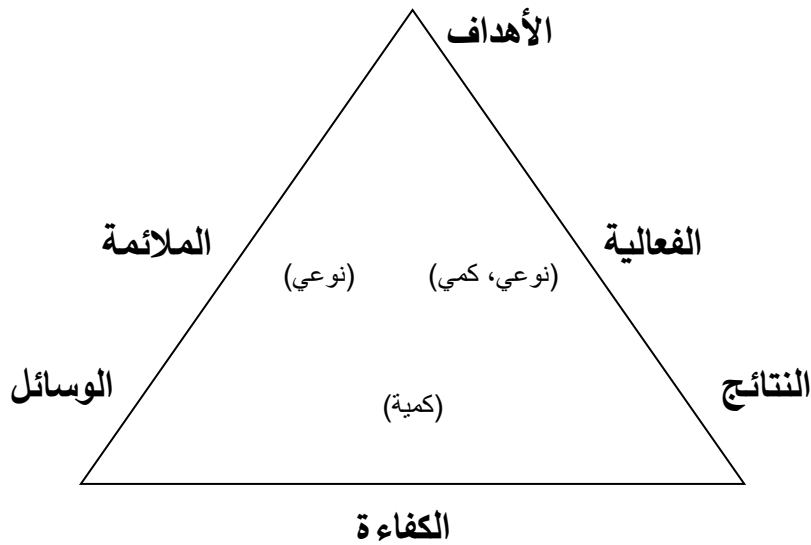 الأهداف
الملائمة
الفعالية
(نوعي)
(نوعي، كمي)
الوسائل
النتائج
(كمية)
الكفاءة